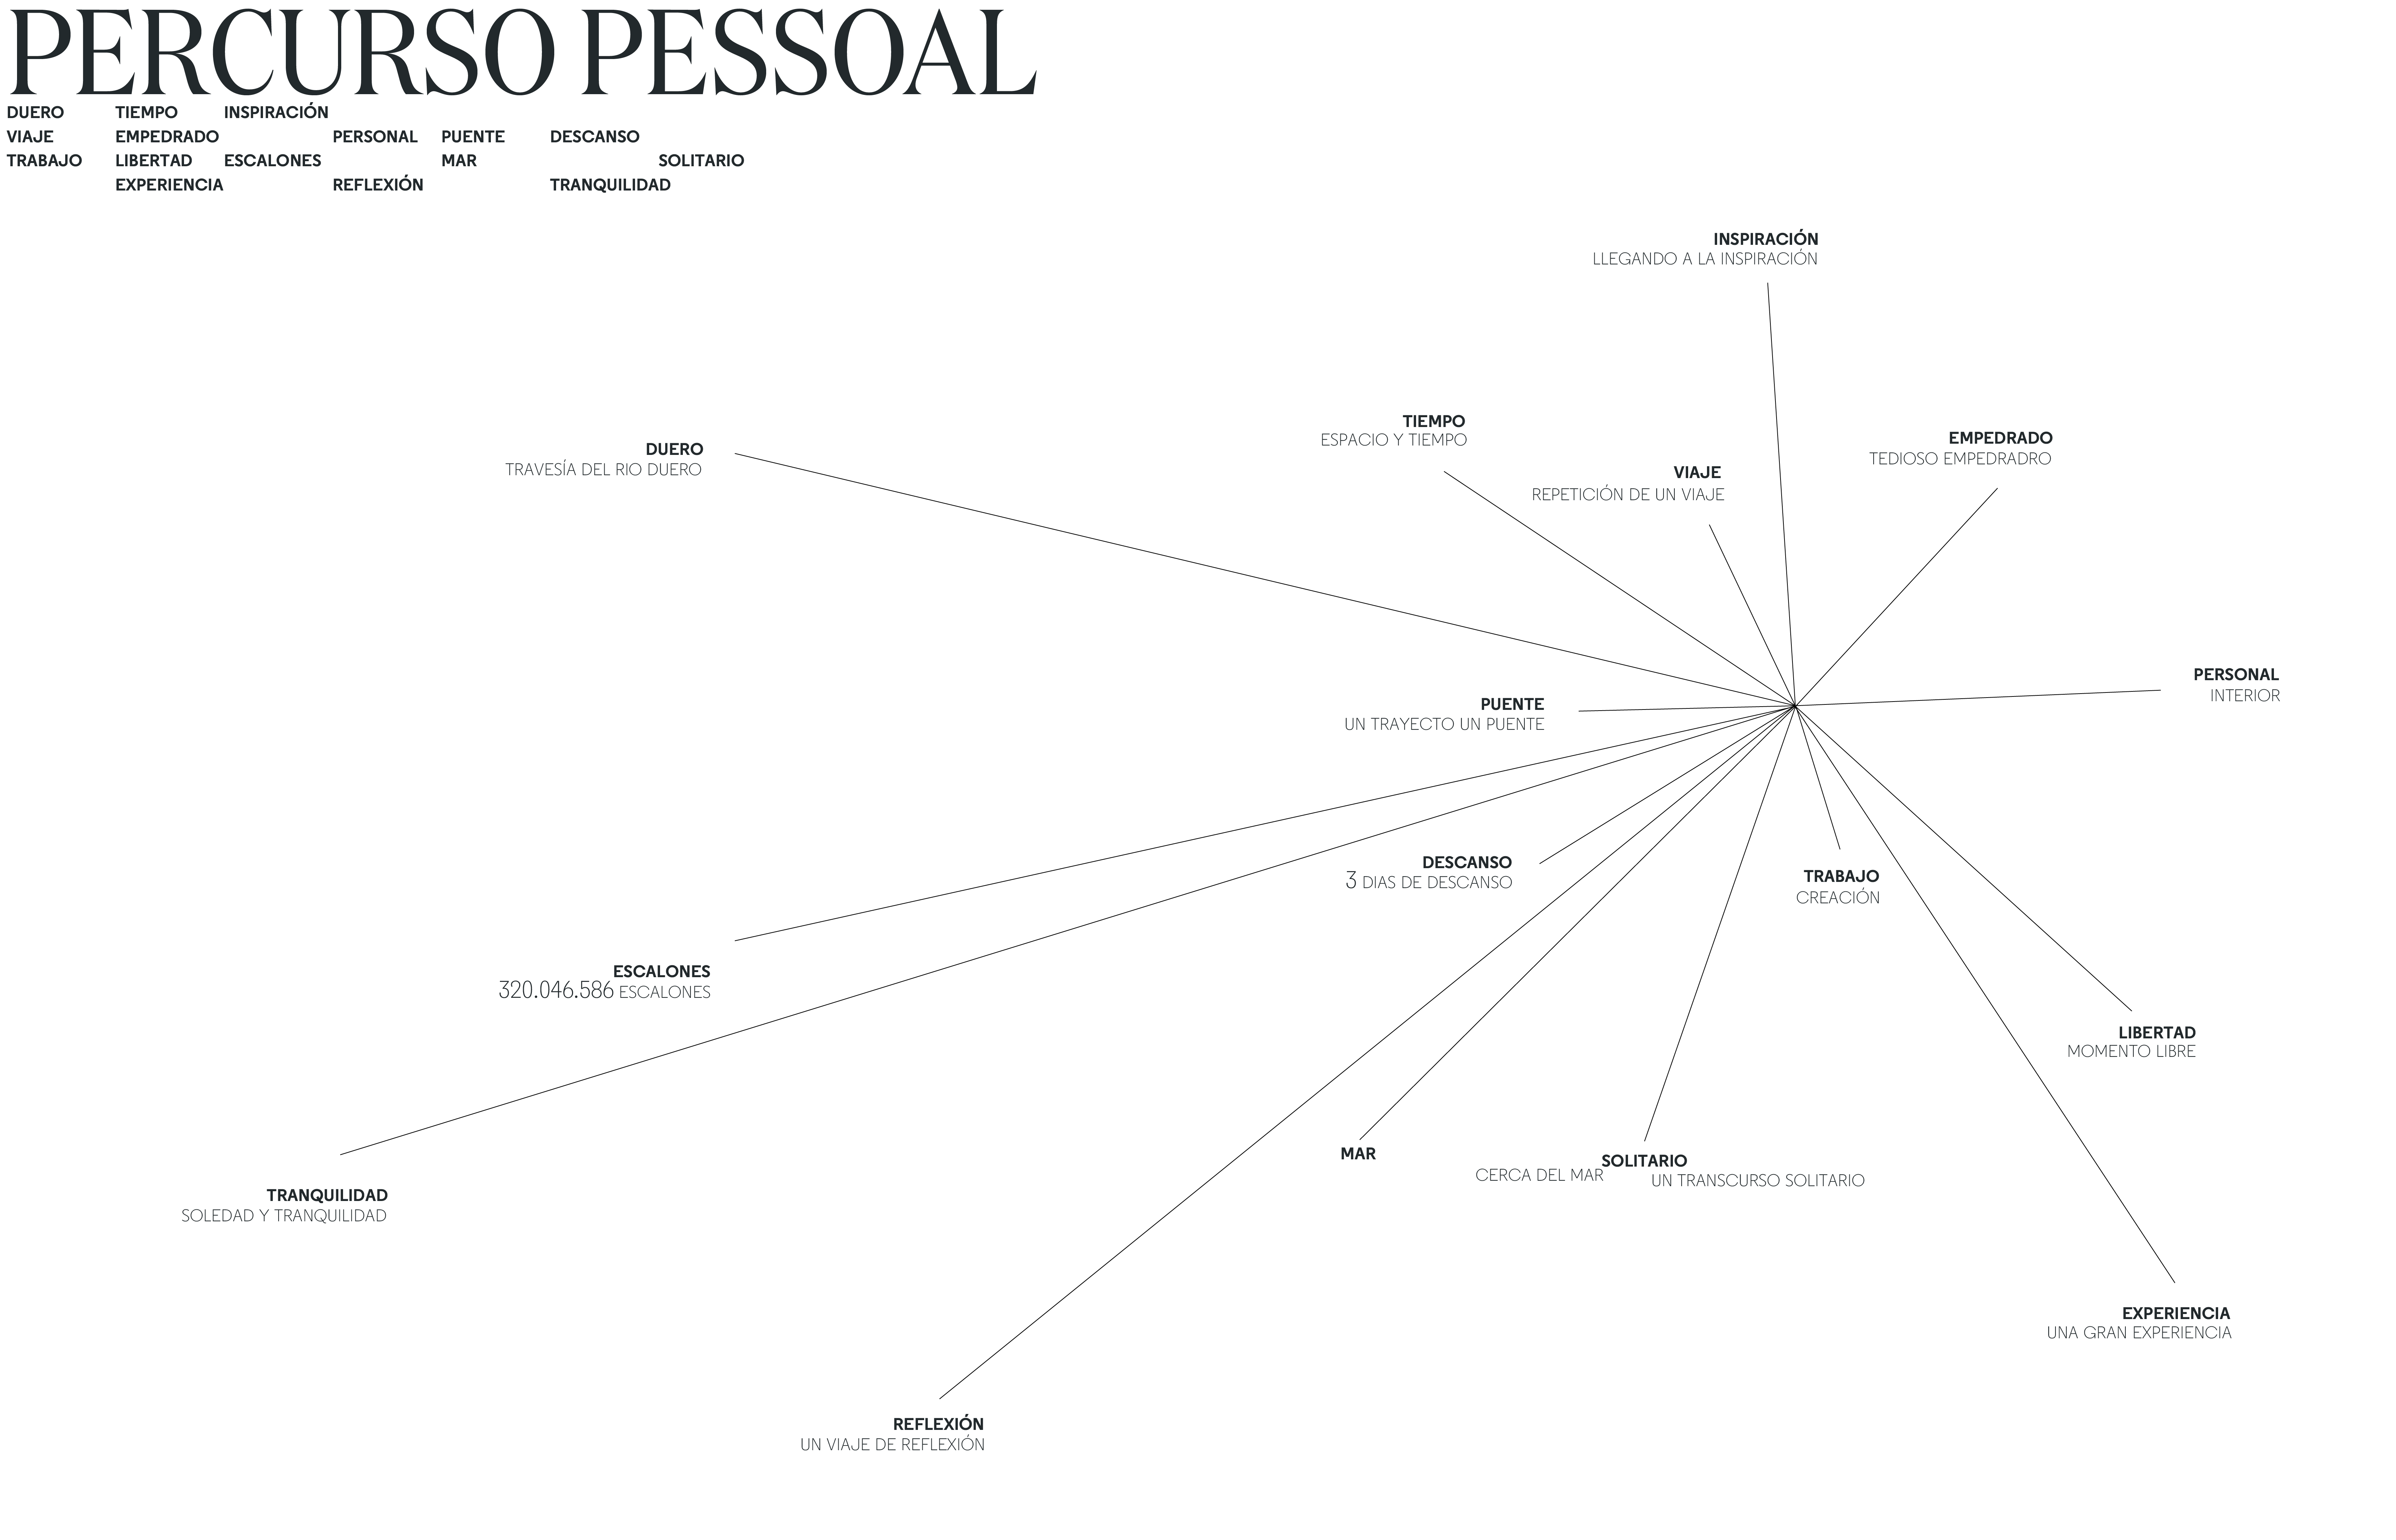 PERCURSO PESSOAL
DUERO TIEMPO INSPIRACIÓN
VIAJE EMPEDRADO PERSONAL PUENTE DESCANSO
TRABAJO LIBERTAD ESCALONES MAR SOLITARIO
EXPERIENCIA REFLEXIÓN TRANQUILIDAD
INSPIRACIÓN
LLEGANDO A LA INSPIRACIÓN
TIEMPO
ESPACIO Y TIEMPO
EMPEDRADO
TEDIOSO EMPEDRADRO
DUERO
TRAVESÍA DEL RIO DUERO
VIAJE
REPETICIÓN DE UN VIAJE
PERSONAL
INTERIOR
PUENTE
UN TRAYECTO UN PUENTE
DESCANSO
3 DIAS DE DESCANSO
TRABAJO
CREACIÓN
ESCALONES
320.046.586 ESCALONES
LIBERTAD
MOMENTO LIBRE
MAR
CERCA DEL MAR
SOLITARIO
UN TRANSCURSO SOLITARIO
TRANQUILIDAD
SOLEDAD Y TRANQUILIDAD
EXPERIENCIA
UNA GRAN EXPERIENCIA
REFLEXIÓN
UN VIAJE DE REFLEXIÓN